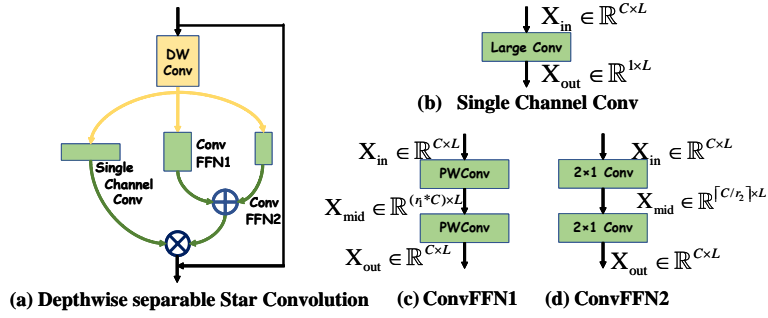 DW
Conv
Conv
FFN1
Single
Channel
Conv
Conv
FFN2
(a) Depthwise separable Star Convolution
X_in ∈ ℝ^{C×L}
Large Conv
X_out ∈ ℝ^{1×L}
(b) Single Channel Conv
X_in ∈ ℝ^{C×L}
PWConv
X_mid ∈ ℝ^{(r_1*C)×L}
PWConv
X_out ∈ ℝ^{C×L}
(c) ConvFFN1
X_in ∈ ℝ^{C×L}
2×1 Conv
X_mid ∈ ℝ^{⌈C/r_2⌉×L}
2×1 Conv
X_out ∈ ℝ^{C×L}
(d) ConvFFN2